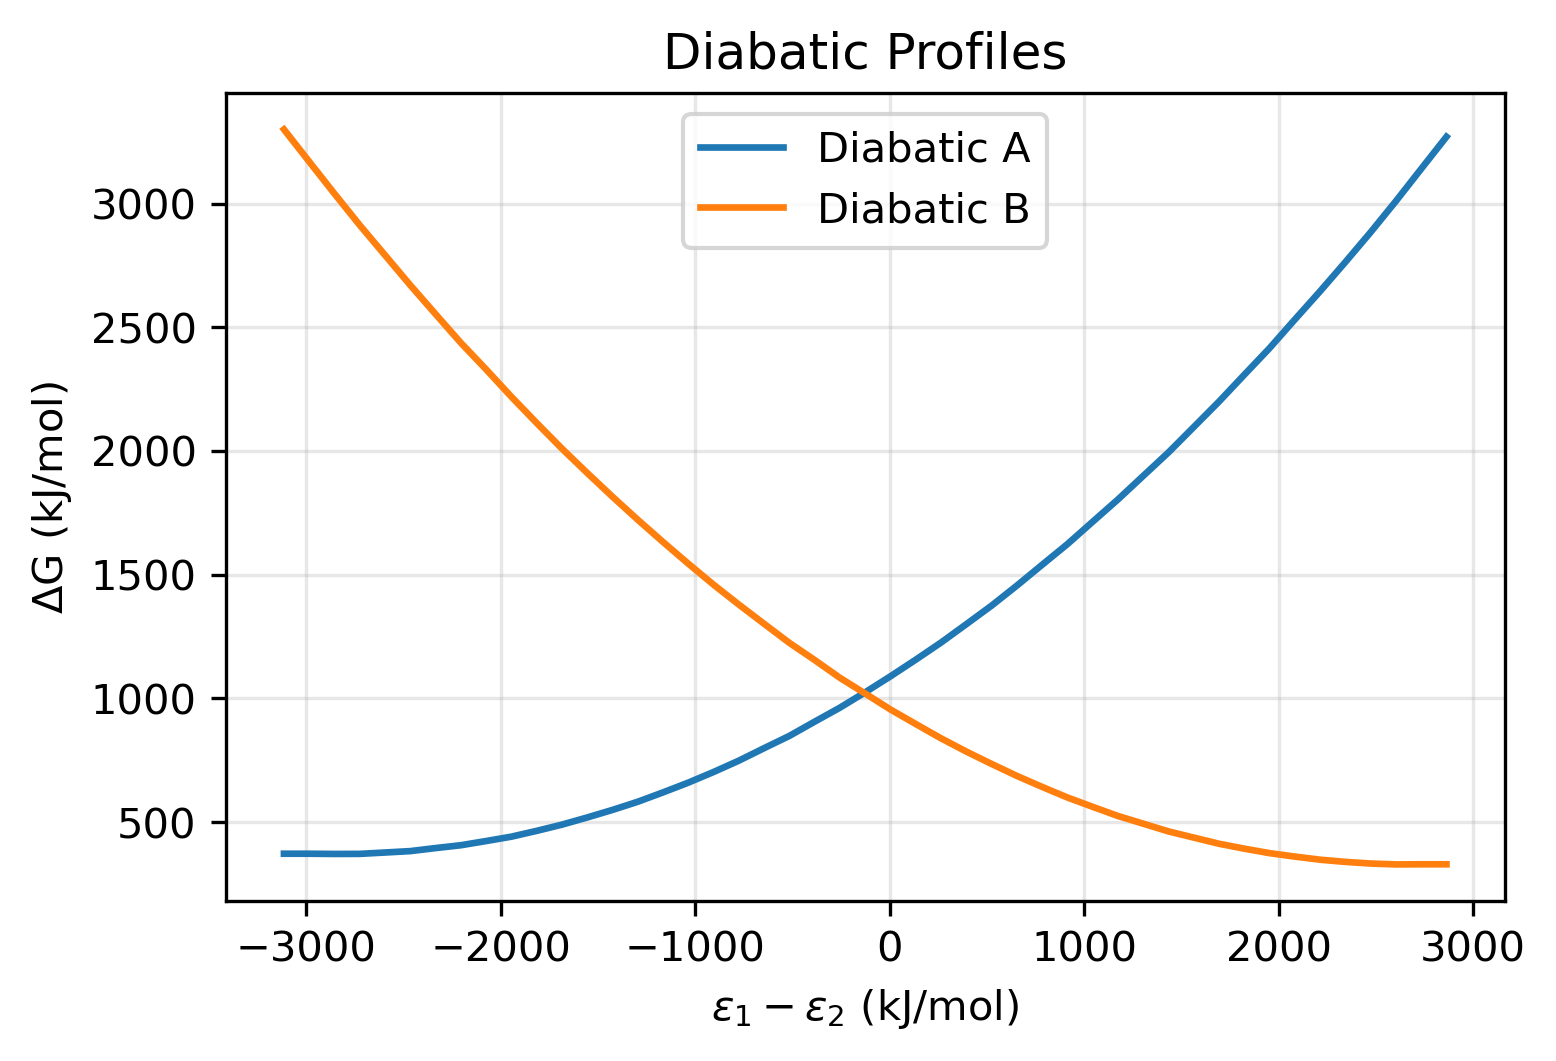 Diabatic Profiles
Diabatic A
Diabatic B
ΔG (kJ/mol)
3000
2500
2000
1500
1000
500
−3000 −2000 −1000 0 1000 2000 3000
ε₁ − ε₂ (kJ/mol)